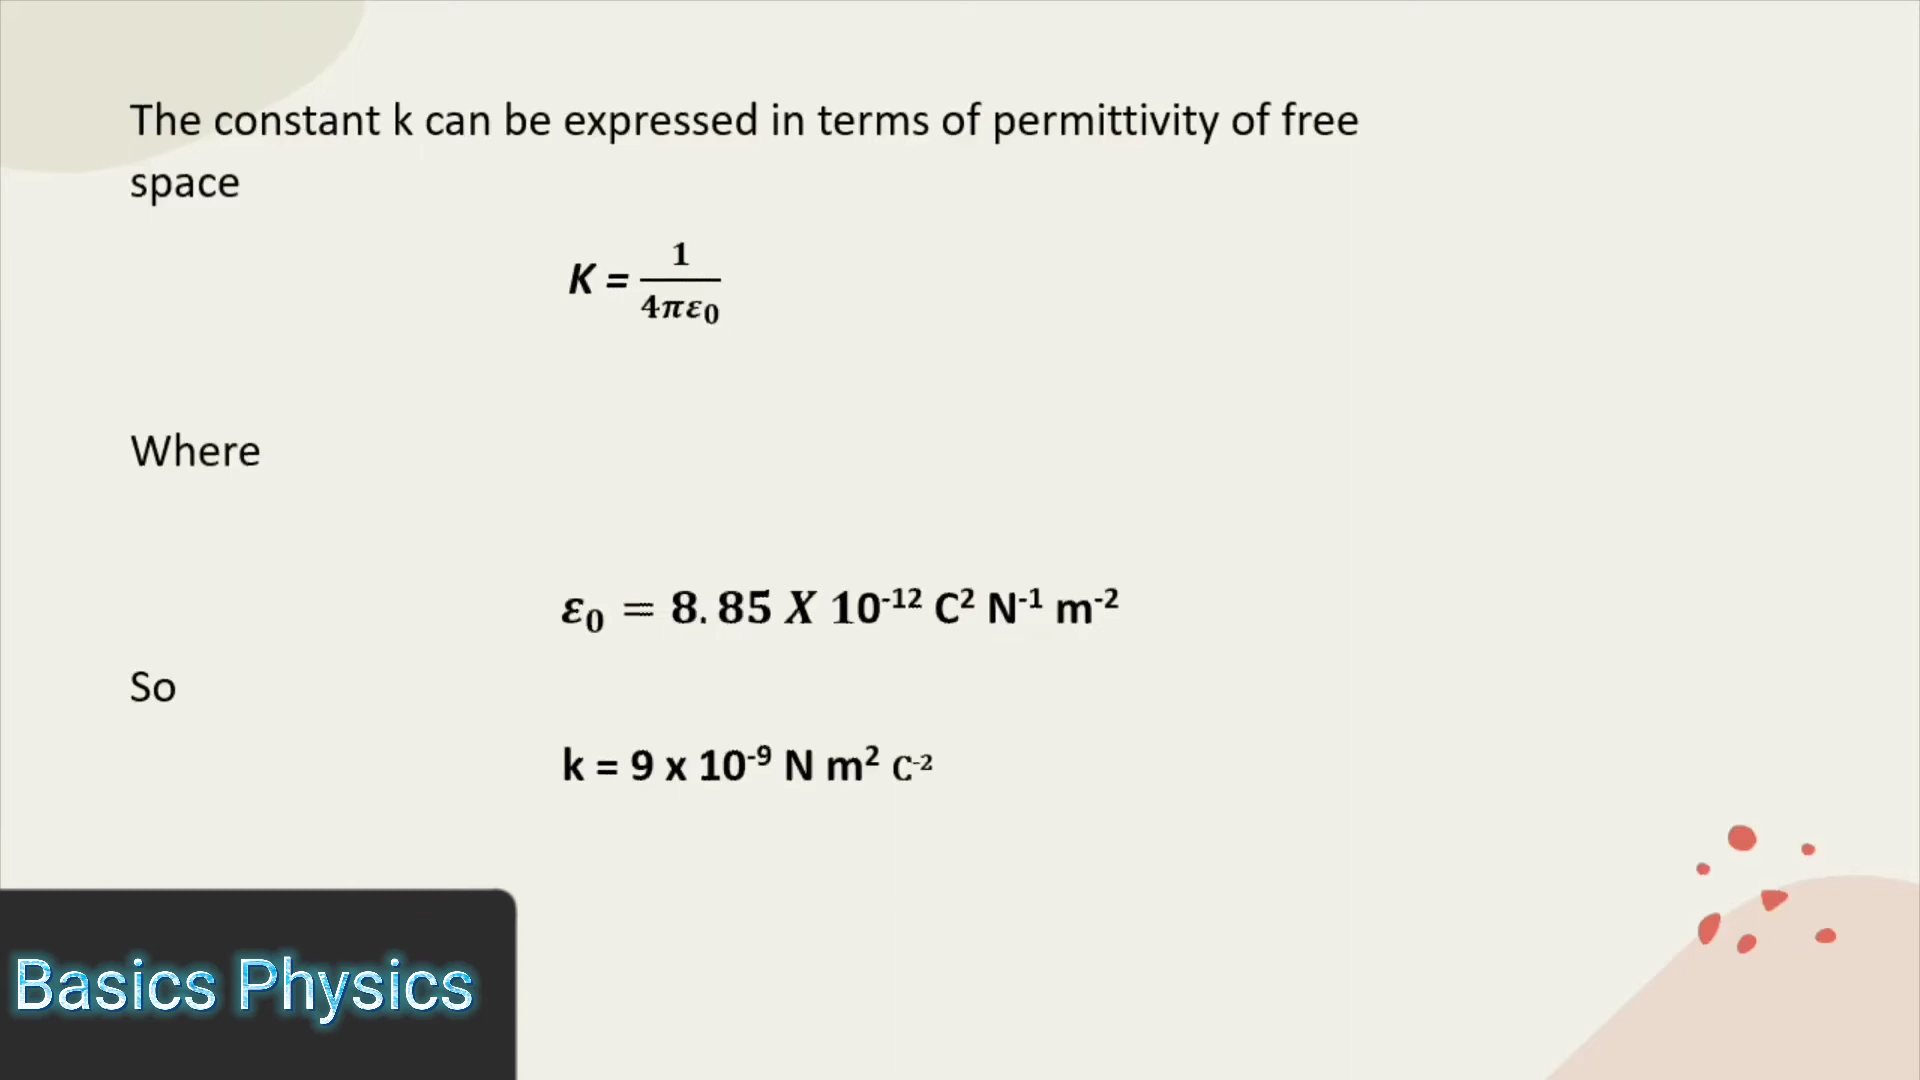 The constant k can be expressed in terms of permittivity of free
space
K = 1/4πε₀
Where
ε₀ = 8.85 X 10⁻¹² C² N⁻¹ m⁻²
So
k = 9 x 10⁻⁹ N m² C⁻²
Basics Physics